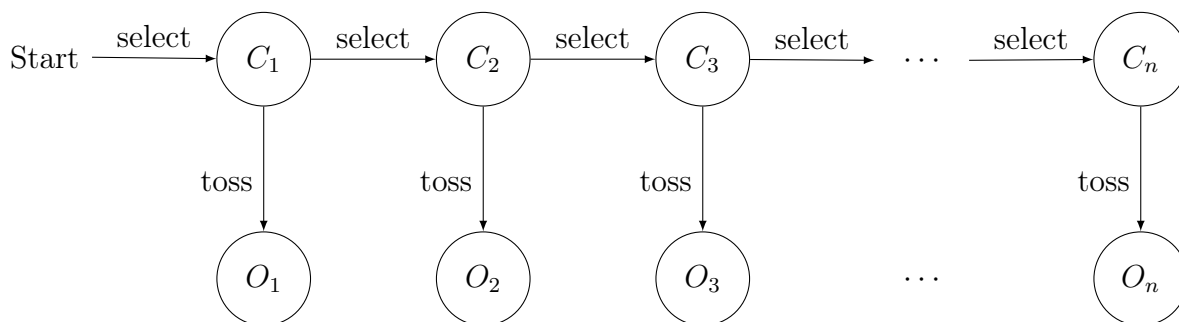 Start select C₁ select C₂ select C₃ select ⋯ select Cₙ
toss toss toss toss
O₁ O₂ O₃ ⋯ Oₙ